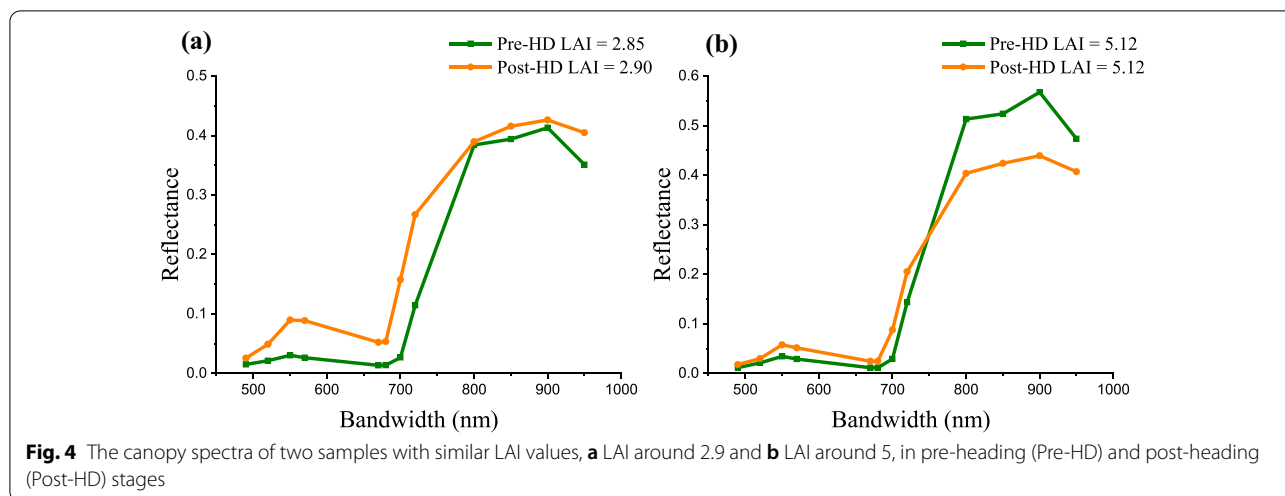 (a)
Pre-HD LAI = 2.85
Post-HD LAI = 2.90
0.5
0.4
0.3
0.2
0.1
0.0
Reflectance
500 600 700 800 900 1000
Bandwidth (nm)
(b)
Pre-HD LAI = 5.12
Post-HD LAI = 5.12
0.6
0.5
0.4
0.3
0.2
0.1
0.0
Reflectance
500 600 700 800 900 1000
Bandwidth (nm)
Fig. 4 The canopy spectra of two samples with similar LAI values, a LAI around 2.9 and b LAI around 5, in pre-heading (Pre-HD) and post-heading
(Post-HD) stages